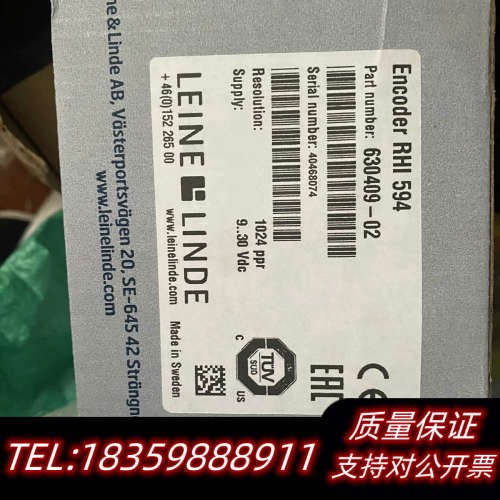 Encoder RHI 594
Part number: 630409-02
Serial number: 40468074
Resolution: 1024 ppr
Supply: 9..30 Vdc
LEINE LINDE
+46(0)152 265 00
www.leinelinde.com
Made in Sweden
C TÜV SÜD US
EAC
CE
ne & Linde AB, Västerportsvägen 20, SE-645 42 Sträng
www.leinelinde.com
TEL:18359888911
质量保证
支持对公开票